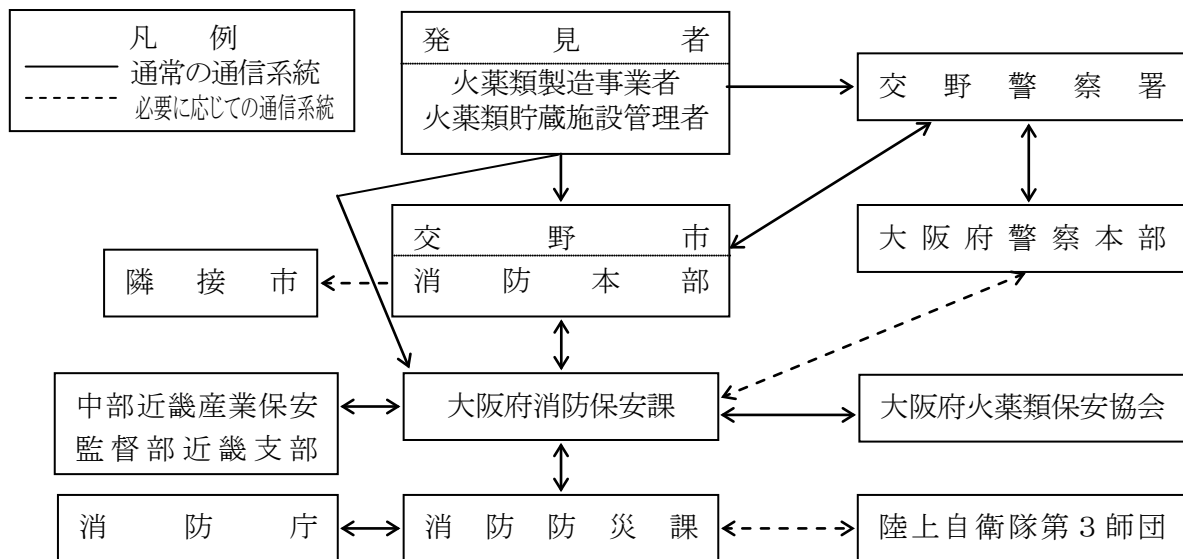 凡例
通常の通信系統
必要に応じての通信系統
発見者
火薬類製造事業者
火薬類貯蔵施設管理者
交野警察署
交野市
消防本部
大阪府警察本部
隣接市
中部近畿産業保安
監督部近畿支部
大阪府消防保安課
大阪府火薬類保安協会
消防庁
消防防災課
陸上自衛隊第3師団